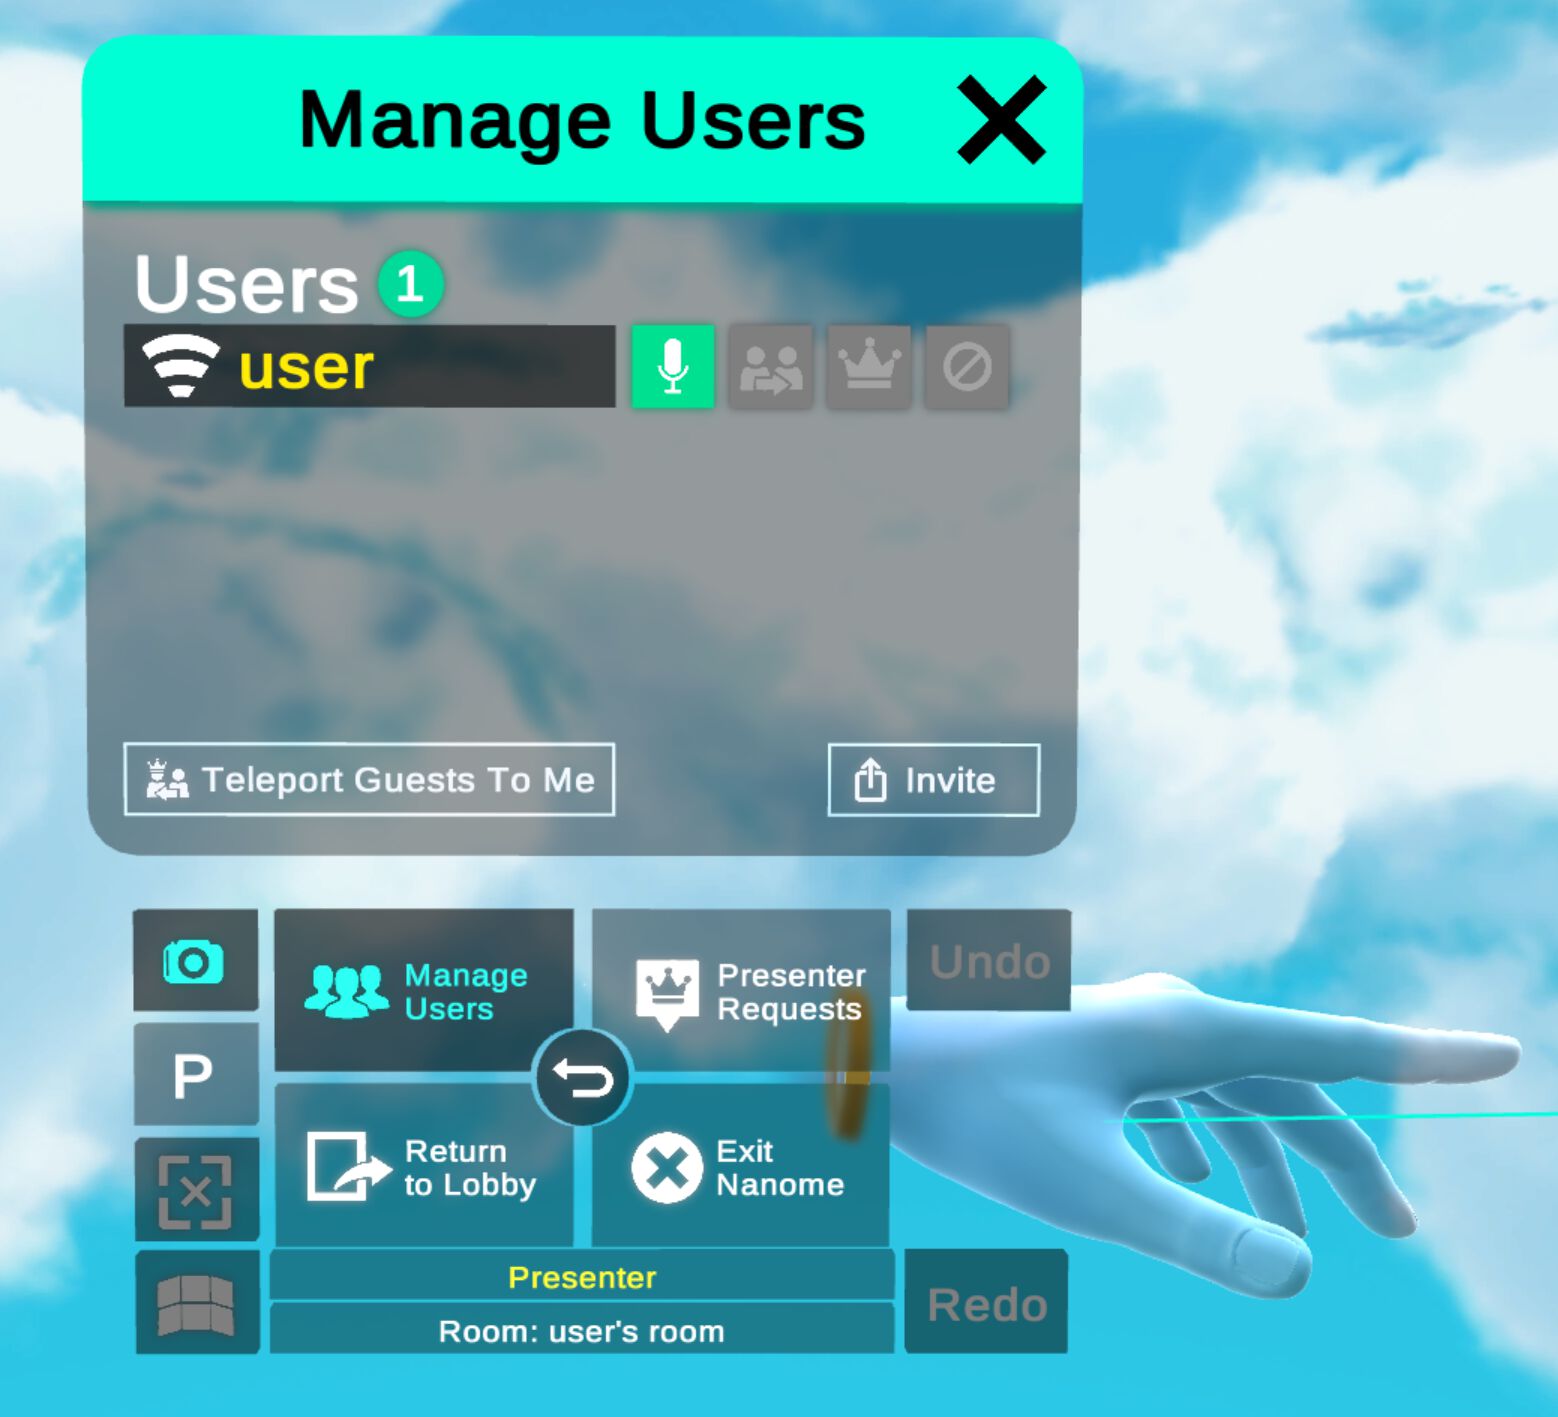 Manage Users
Users 1
user
Teleport Guests To Me
Invite
Manage
Users
Presenter
Requests
Undo
P
Return
to Lobby
Exit
Nanome
Presenter
Room: user's room
Redo